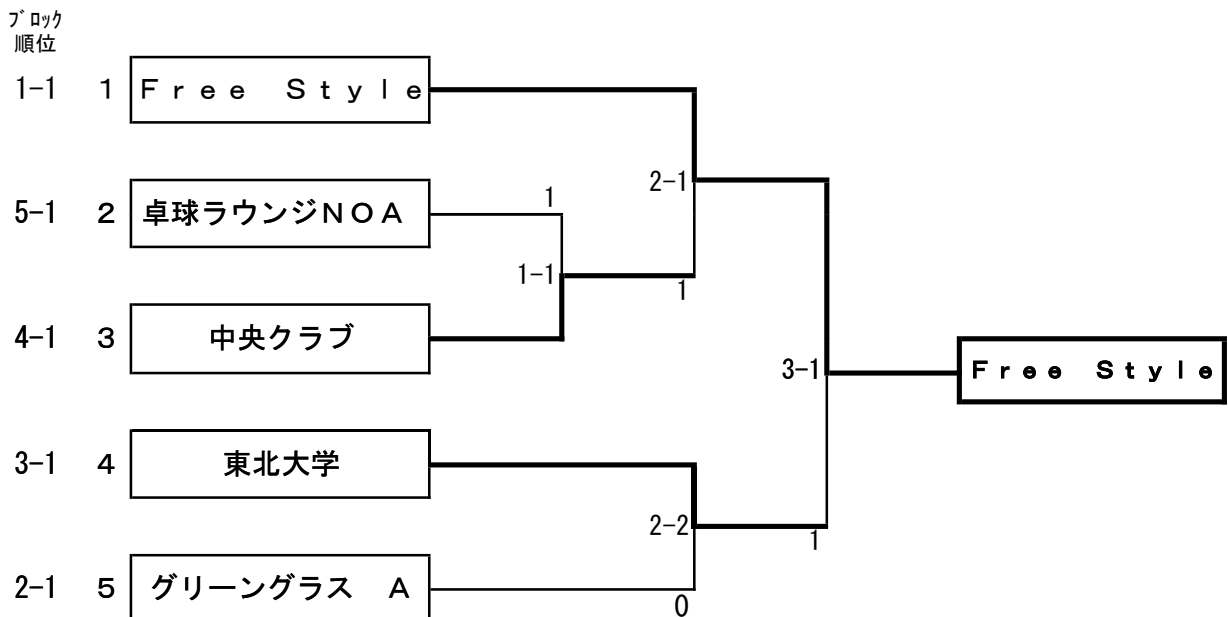 ブロック
順位
1-1 1 Ｆｒｅｅ　Ｓｔｙｌｅ
2-1
5-1 2 卓球ラウンジＮＯＡ 1
1-1
1
4-1 3 中央クラブ
3-1 Ｆｒｅｅ　Ｓｔｙｌｅ
3-1 4 東北大学
2-2
1
2-1 5 グリーングラス　Ａ
0